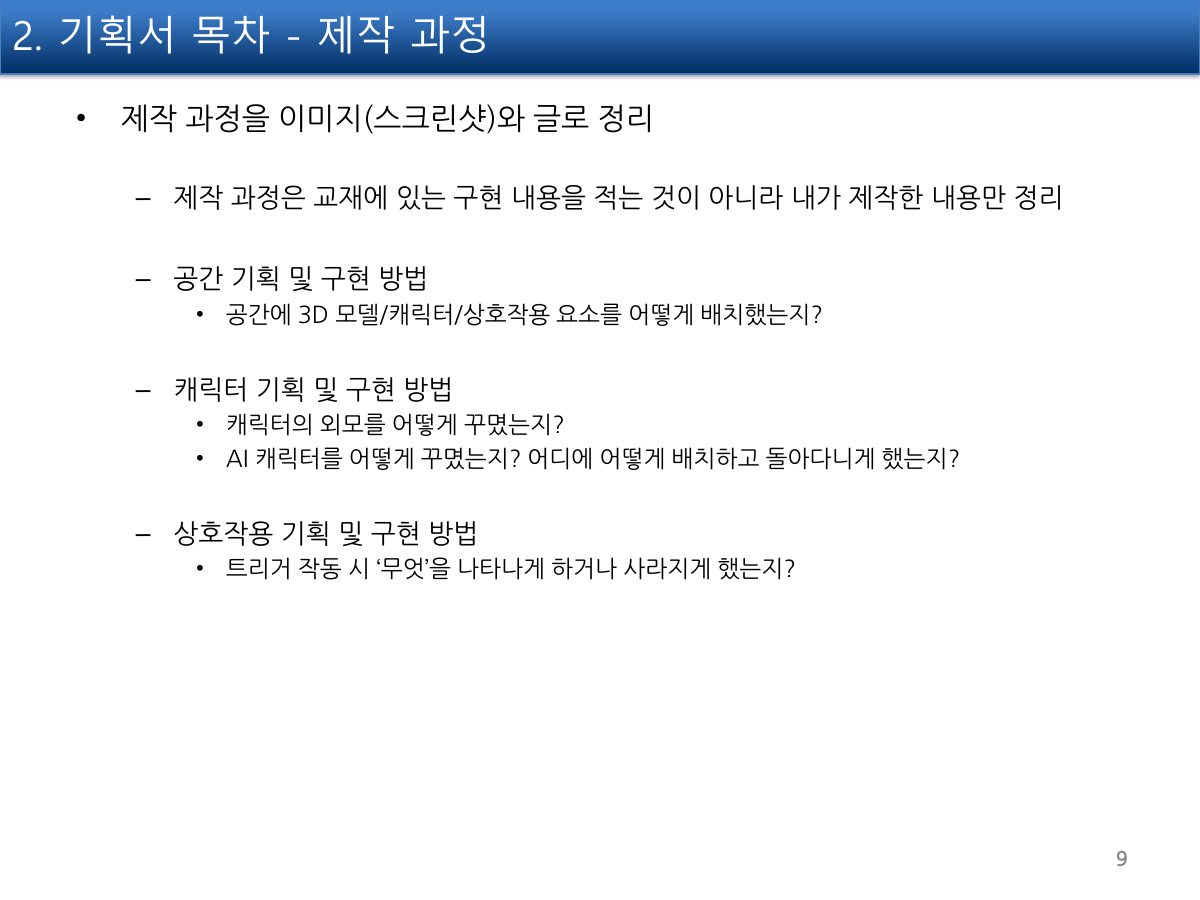 2. 기획서 목차 - 제작 과정
• 제작 과정을 이미지(스크린샷)와 글로 정리
– 제작 과정은 교재에 있는 구현 내용을 적는 것이 아니라 내가 제작한 내용만 정리
– 공간 기획 및 구현 방법
• 공간에 3D 모델/캐릭터/상호작용 요소를 어떻게 배치했는지?
– 캐릭터 기획 및 구현 방법
• 캐릭터의 외모를 어떻게 꾸몄는지?
• AI 캐릭터를 어떻게 꾸몄는지? 어디에 어떻게 배치하고 돌아다니게 했는지?
– 상호작용 기획 및 구현 방법
• 트리거 작동 시 ‘무엇’을 나타나게 하거나 사라지게 했는지?
9